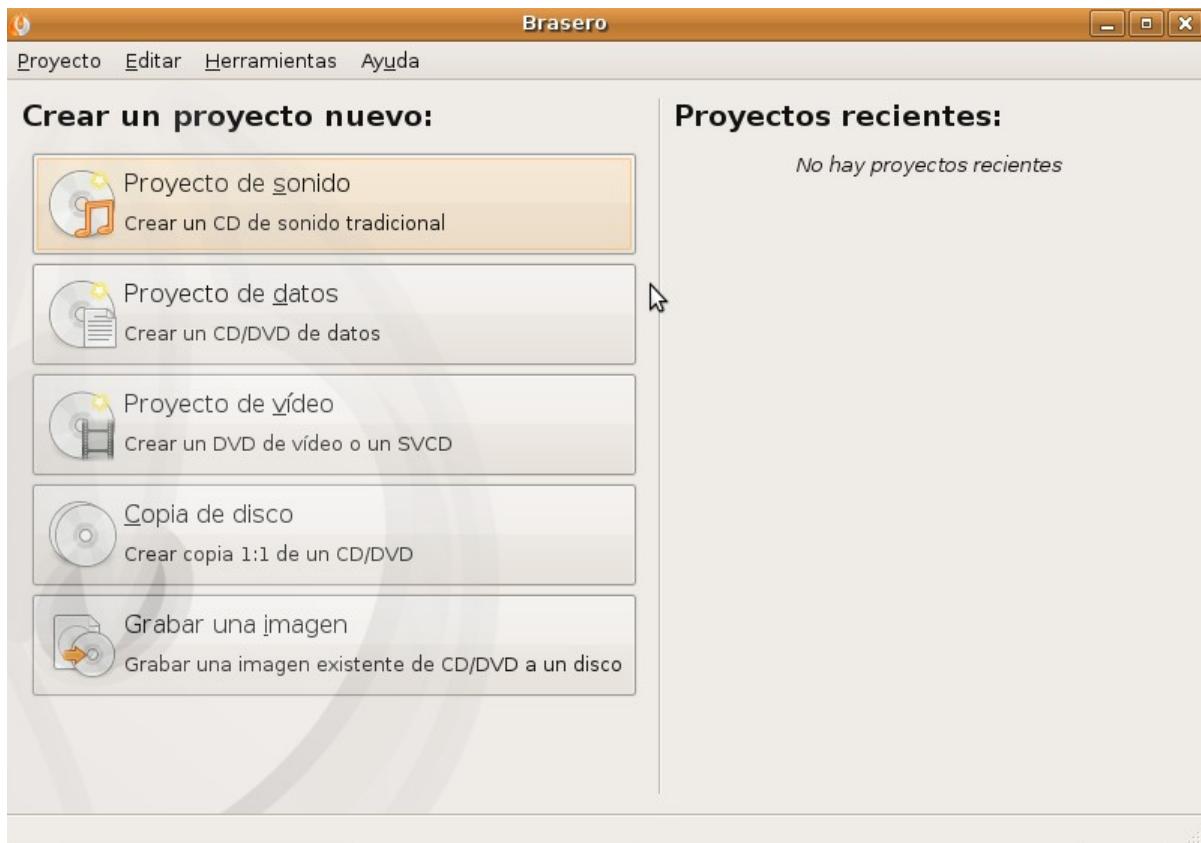 Brasero
Proyecto Editar Herramientas Ayuda
Crear un proyecto nuevo:
Proyecto de sonido
Crear un CD de sonido tradicional
Proyecto de datos
Crear un CD/DVD de datos
Proyecto de vídeo
Crear un DVD de vídeo o un SVCD
Copia de disco
Crear copia 1:1 de un CD/DVD
Grabar una imagen
Grabar una imagen existente de CD/DVD a un disco
Proyectos recientes:
No hay proyectos recientes